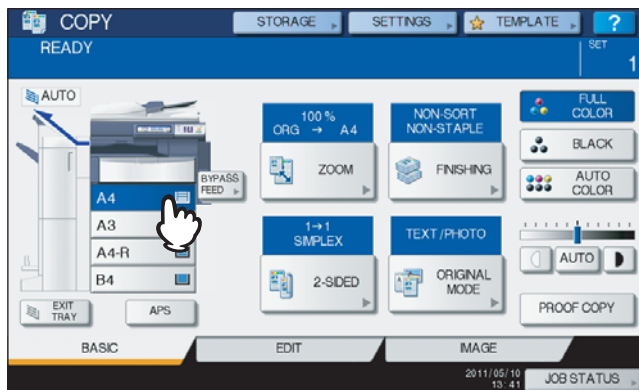 COPY
STORAGE
SETTINGS
TEMPLATE
?
READY
SET
1
AUTO
100 %
ORG → A4
ZOOM
NON-SORT
NON-STAPLE
FINISHING
FULL
COLOR
BLACK
AUTO
COLOR
BYPASS
FEED
A4
A3
A4-R
B4
1→1
SIMPLEX
2-SIDED
TEXT/PHOTO
ORIGINAL
MODE
AUTO
EXIT
TRAY
APS
PROOF COPY
BASIC
EDIT
IMAGE
2011/05/10
13:41
JOB STATUS